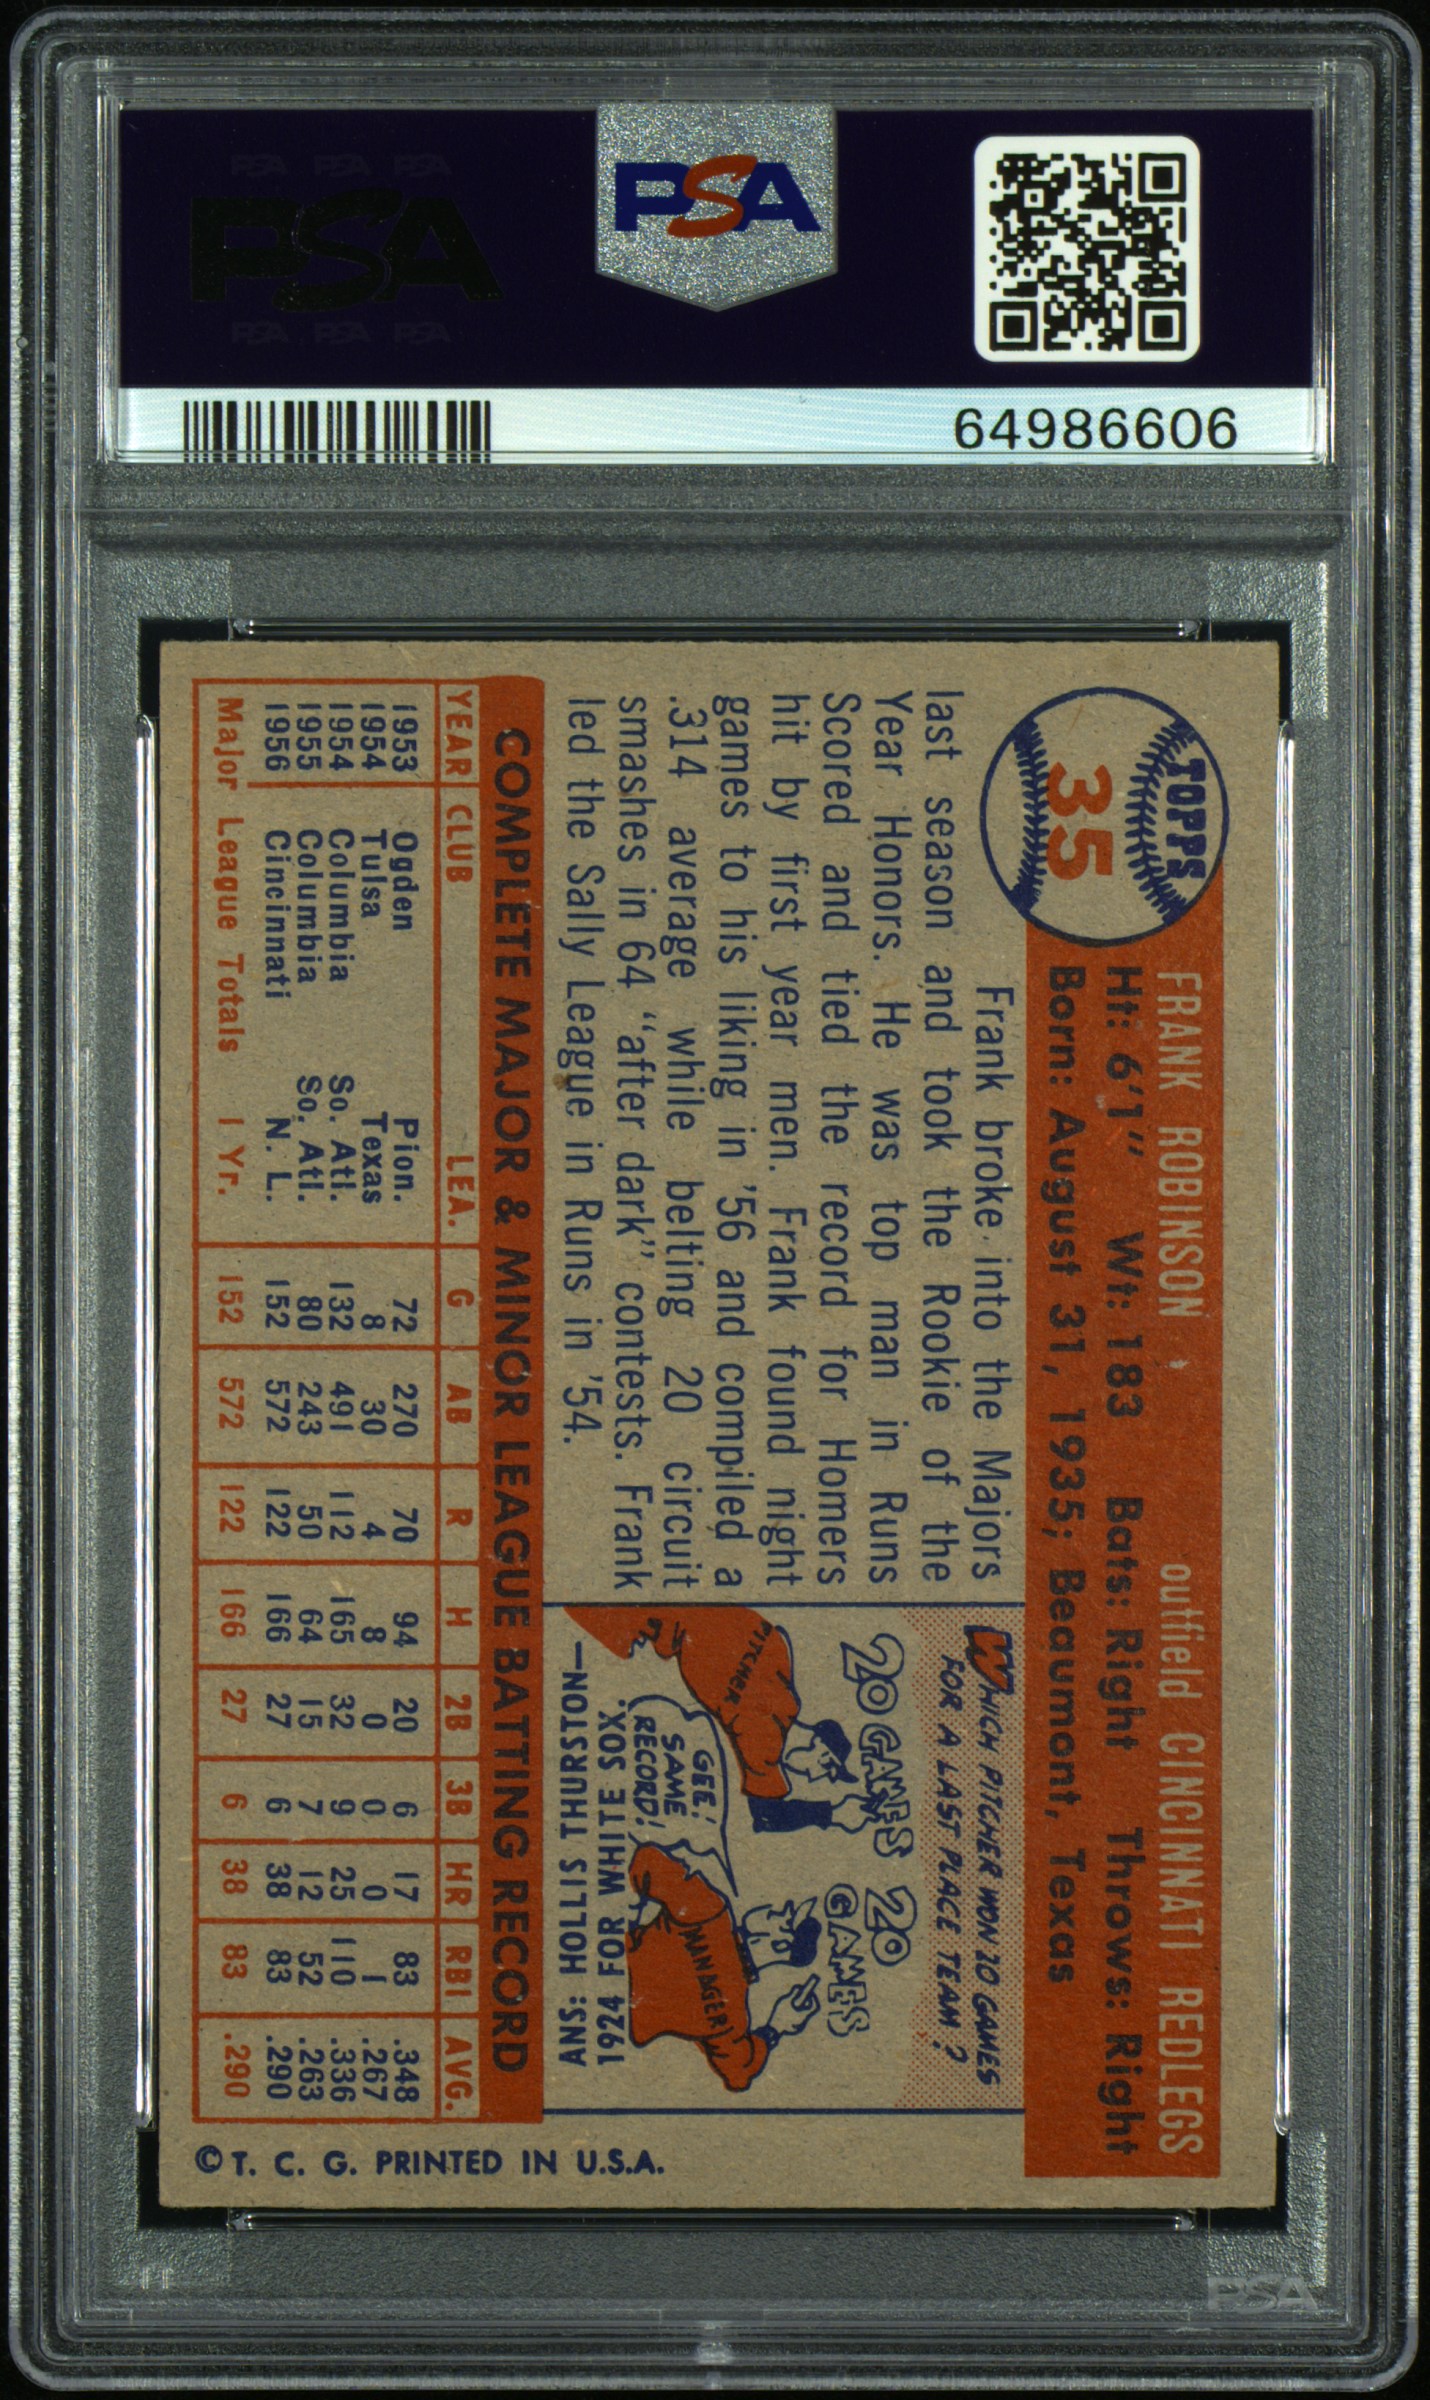 PSA PSA PSA
PSA
PSA PSA PSA
PSA
64986606
TOPPS
35
FRANK ROBINSON outfield CINCINNATI REDLEGS
Ht: 6'1" Wt: 183 Bats: Right Throws: Right
Born: August 31, 1935; Beaumont, Texas
Frank broke into the Majors
last season and took the Rookie of the
Year Honors. He was top man in Runs
Scored and tied the record for Homers
hit by first year men. Frank found night
games to his liking in '56 and compiled a
.314 average while belting 20 circuit
smashes in 64 "after dark" contests. Frank
led the Sally League in Runs in '54.
WHICH PITCHER WON 20 GAMES
FOR A LAST PLACE TEAM?
20 GAMES
20 GAMES
PITCHER
GEE!
SAME
RECORD!
MANAGER
ANS: HOLLIS THURSTON—
1924 FOR WHITE SOX.
COMPLETE MAJOR & MINOR LEAGUE BATTING RECORD
YEAR CLUB LEA. G AB R H 2B 3B HR RBI AVG.
1953 Ogden Pion. 72 270 70 94 20 6 17 83 .348
1954 Tulsa Texas 8 30 4 8 0 0 0 1 .267
1954 Columbia So. Atl. 132 491 112 165 32 9 25 110 .336
1955 Columbia So. Atl. 80 243 50 64 15 7 12 52 .263
1956 Cincinnati N. L. 152 572 122 166 27 6 38 83 .290
Major League Totals 1 Yr. 152 572 122 166 27 6 38 83 .290
© T. C. G. PRINTED IN U.S.A.
PSA